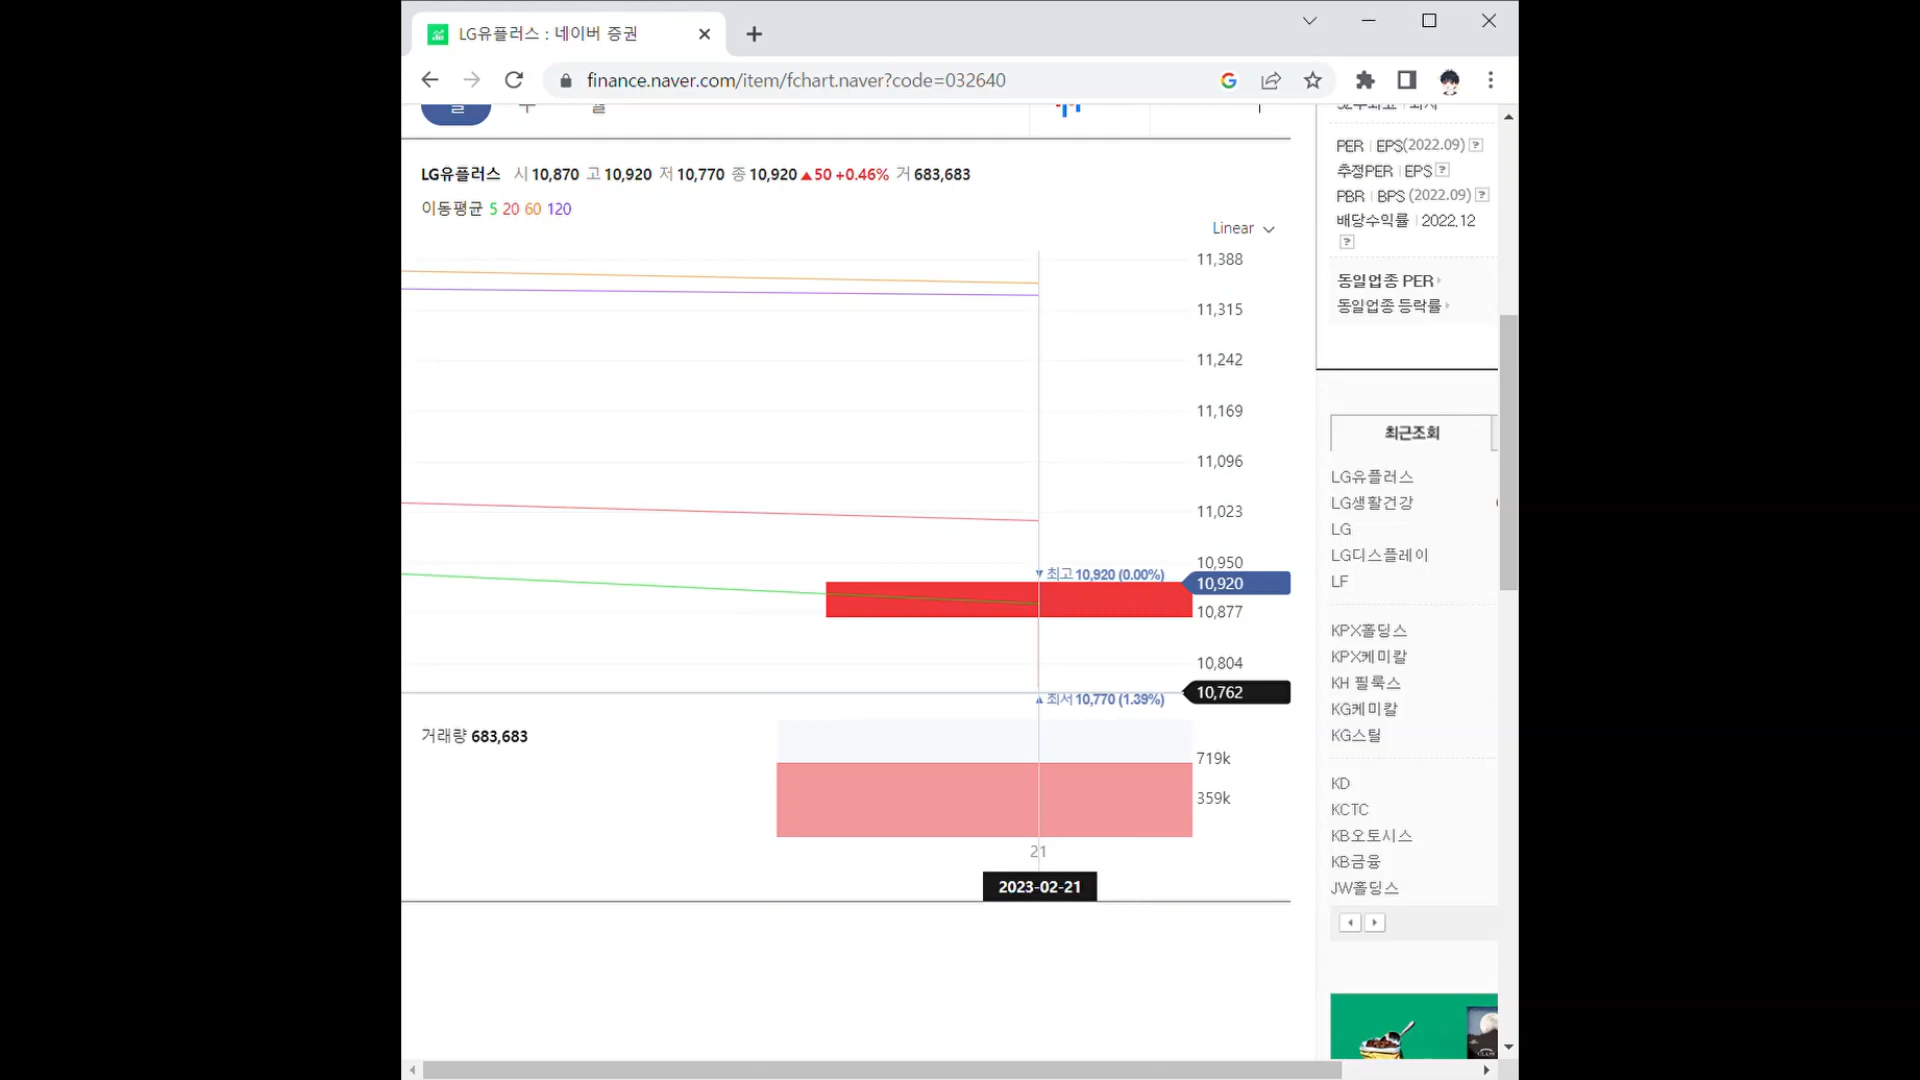 LG유플러스 : 네이버 증권
finance.naver.com/item/fchart.naver?code=032640
LG유플러스 시 10,870 고 10,920 저 10,770 종 10,920 ▲50 +0.46% 거 683,683
이동평균 5 20 60 120
Linear
11,388
11,315
11,242
11,169
11,096
11,023
10,950
▼최고 10,920 (0.00%)
10,920
10,877
10,804
10,762
▲최저 10,770 (1.39%)
거래량 683,683
719k
359k
21
2023-02-21
PER | EPS(2022.09) ?
추정PER | EPS ?
PBR | BPS (2022.09) ?
배당수익률 | 2022.12
?
동일업종 PER
동일업종 등락률
최근조회
LG유플러스
LG생활건강
LG
LG디스플레이
LF
KPX홀딩스
KPX케미칼
KH 필룩스
KG케미칼
KG스틸
KD
KCTC
KB오토시스
KB금융
JW홀딩스